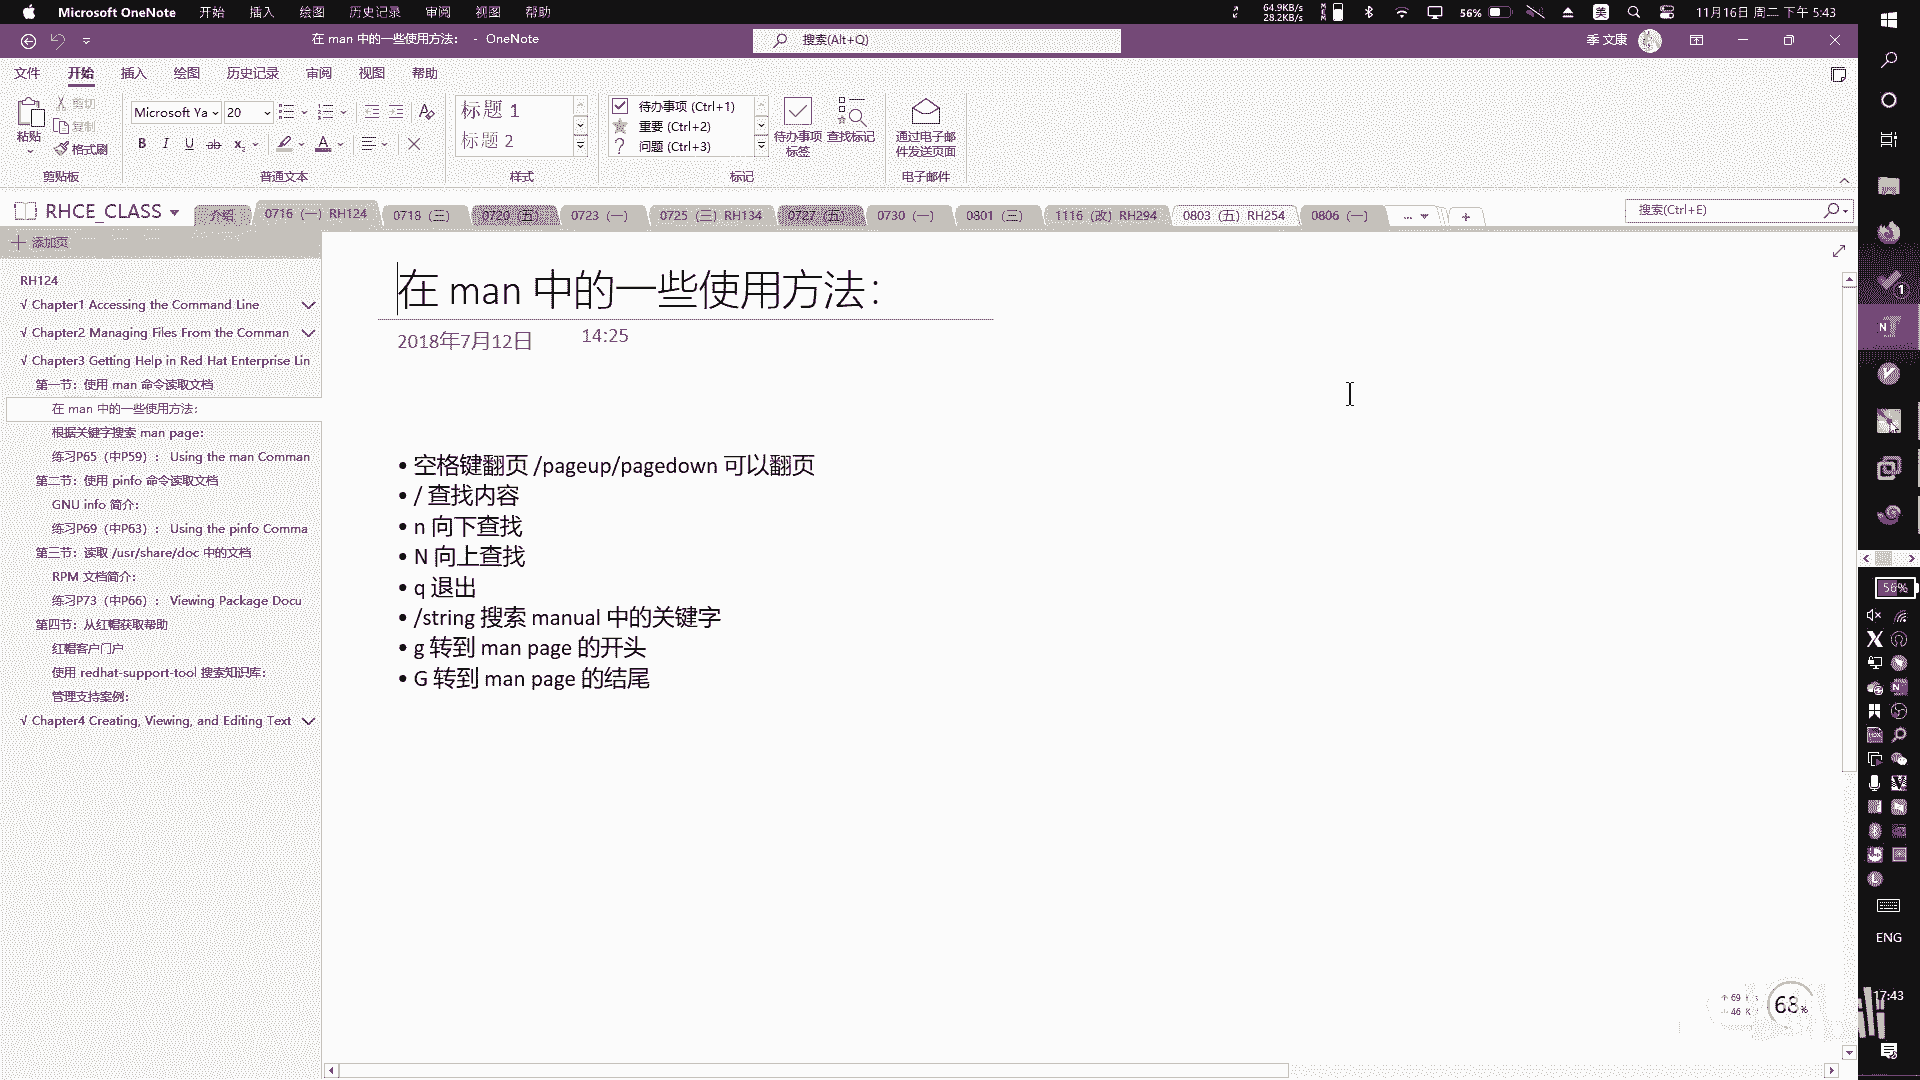 Microsoft OneNote 开始 插入 绘图 历史记录 审阅 视图 帮助
64.9KB/s
28.2KB/s
56%
美
11月16日 周二 下午 5:43
在 man 中的一些使用方法： - OneNote
搜索(Alt+Q)
季 文康
文件 开始 插入 绘图 历史记录 审阅 视图 帮助
粘贴
剪切
复制
格式刷
剪贴板
Microsoft Ya
20
B I U ab x
普通文本
标题 1
标题 2
样式
待办事项 (Ctrl+1)
重要 (Ctrl+2)
问题 (Ctrl+3)
待办事项
标签
查找标记
标记
通过电子邮
件发送页面
电子邮件
RHCE_CLASS
介绍
0716（一）RH124
0718（三）
0720（五）
0723（一）
0725（三）RH134
0727（五）
0730（一）
0801（三）
1116（改）RH294
0803（五）RH254
0806（一）
...
搜索(Ctrl+E)
添加页
RH124
√ Chapter1 Accessing the Command Line
√ Chapter2 Managing Files From the Comman
√ Chapter3 Getting Help in Red Hat Enterprise Lin
第一节：使用 man 命令读取文档
在 man 中的一些使用方法：
根据关键字搜索 man page：
练习P65（中P59）： Using the man Comman
第二节：使用 pinfo 命令读取文档
GNU info 简介：
练习P69（中P63）： Using the pinfo Comma
第三节：读取 /usr/share/doc 中的文档
RPM 文档简介：
练习P73（中P66）： Viewing Package Docu
第四节：从红帽获取帮助
红帽客户门户
使用 redhat-support-tool 搜索知识库：
管理支持案例：
√ Chapter4 Creating, Viewing, and Editing Text
在 man 中的一些使用方法：
2018年7月12日 14:25
• 空格键翻页 /pageup/pagedown 可以翻页
• / 查找内容
• n 向下查找
• N 向上查找
• q 退出
• /string 搜索 manual 中的关键字
• g 转到 man page 的开头
• G 转到 man page 的结尾
1
56%
ENG
17:43
68%